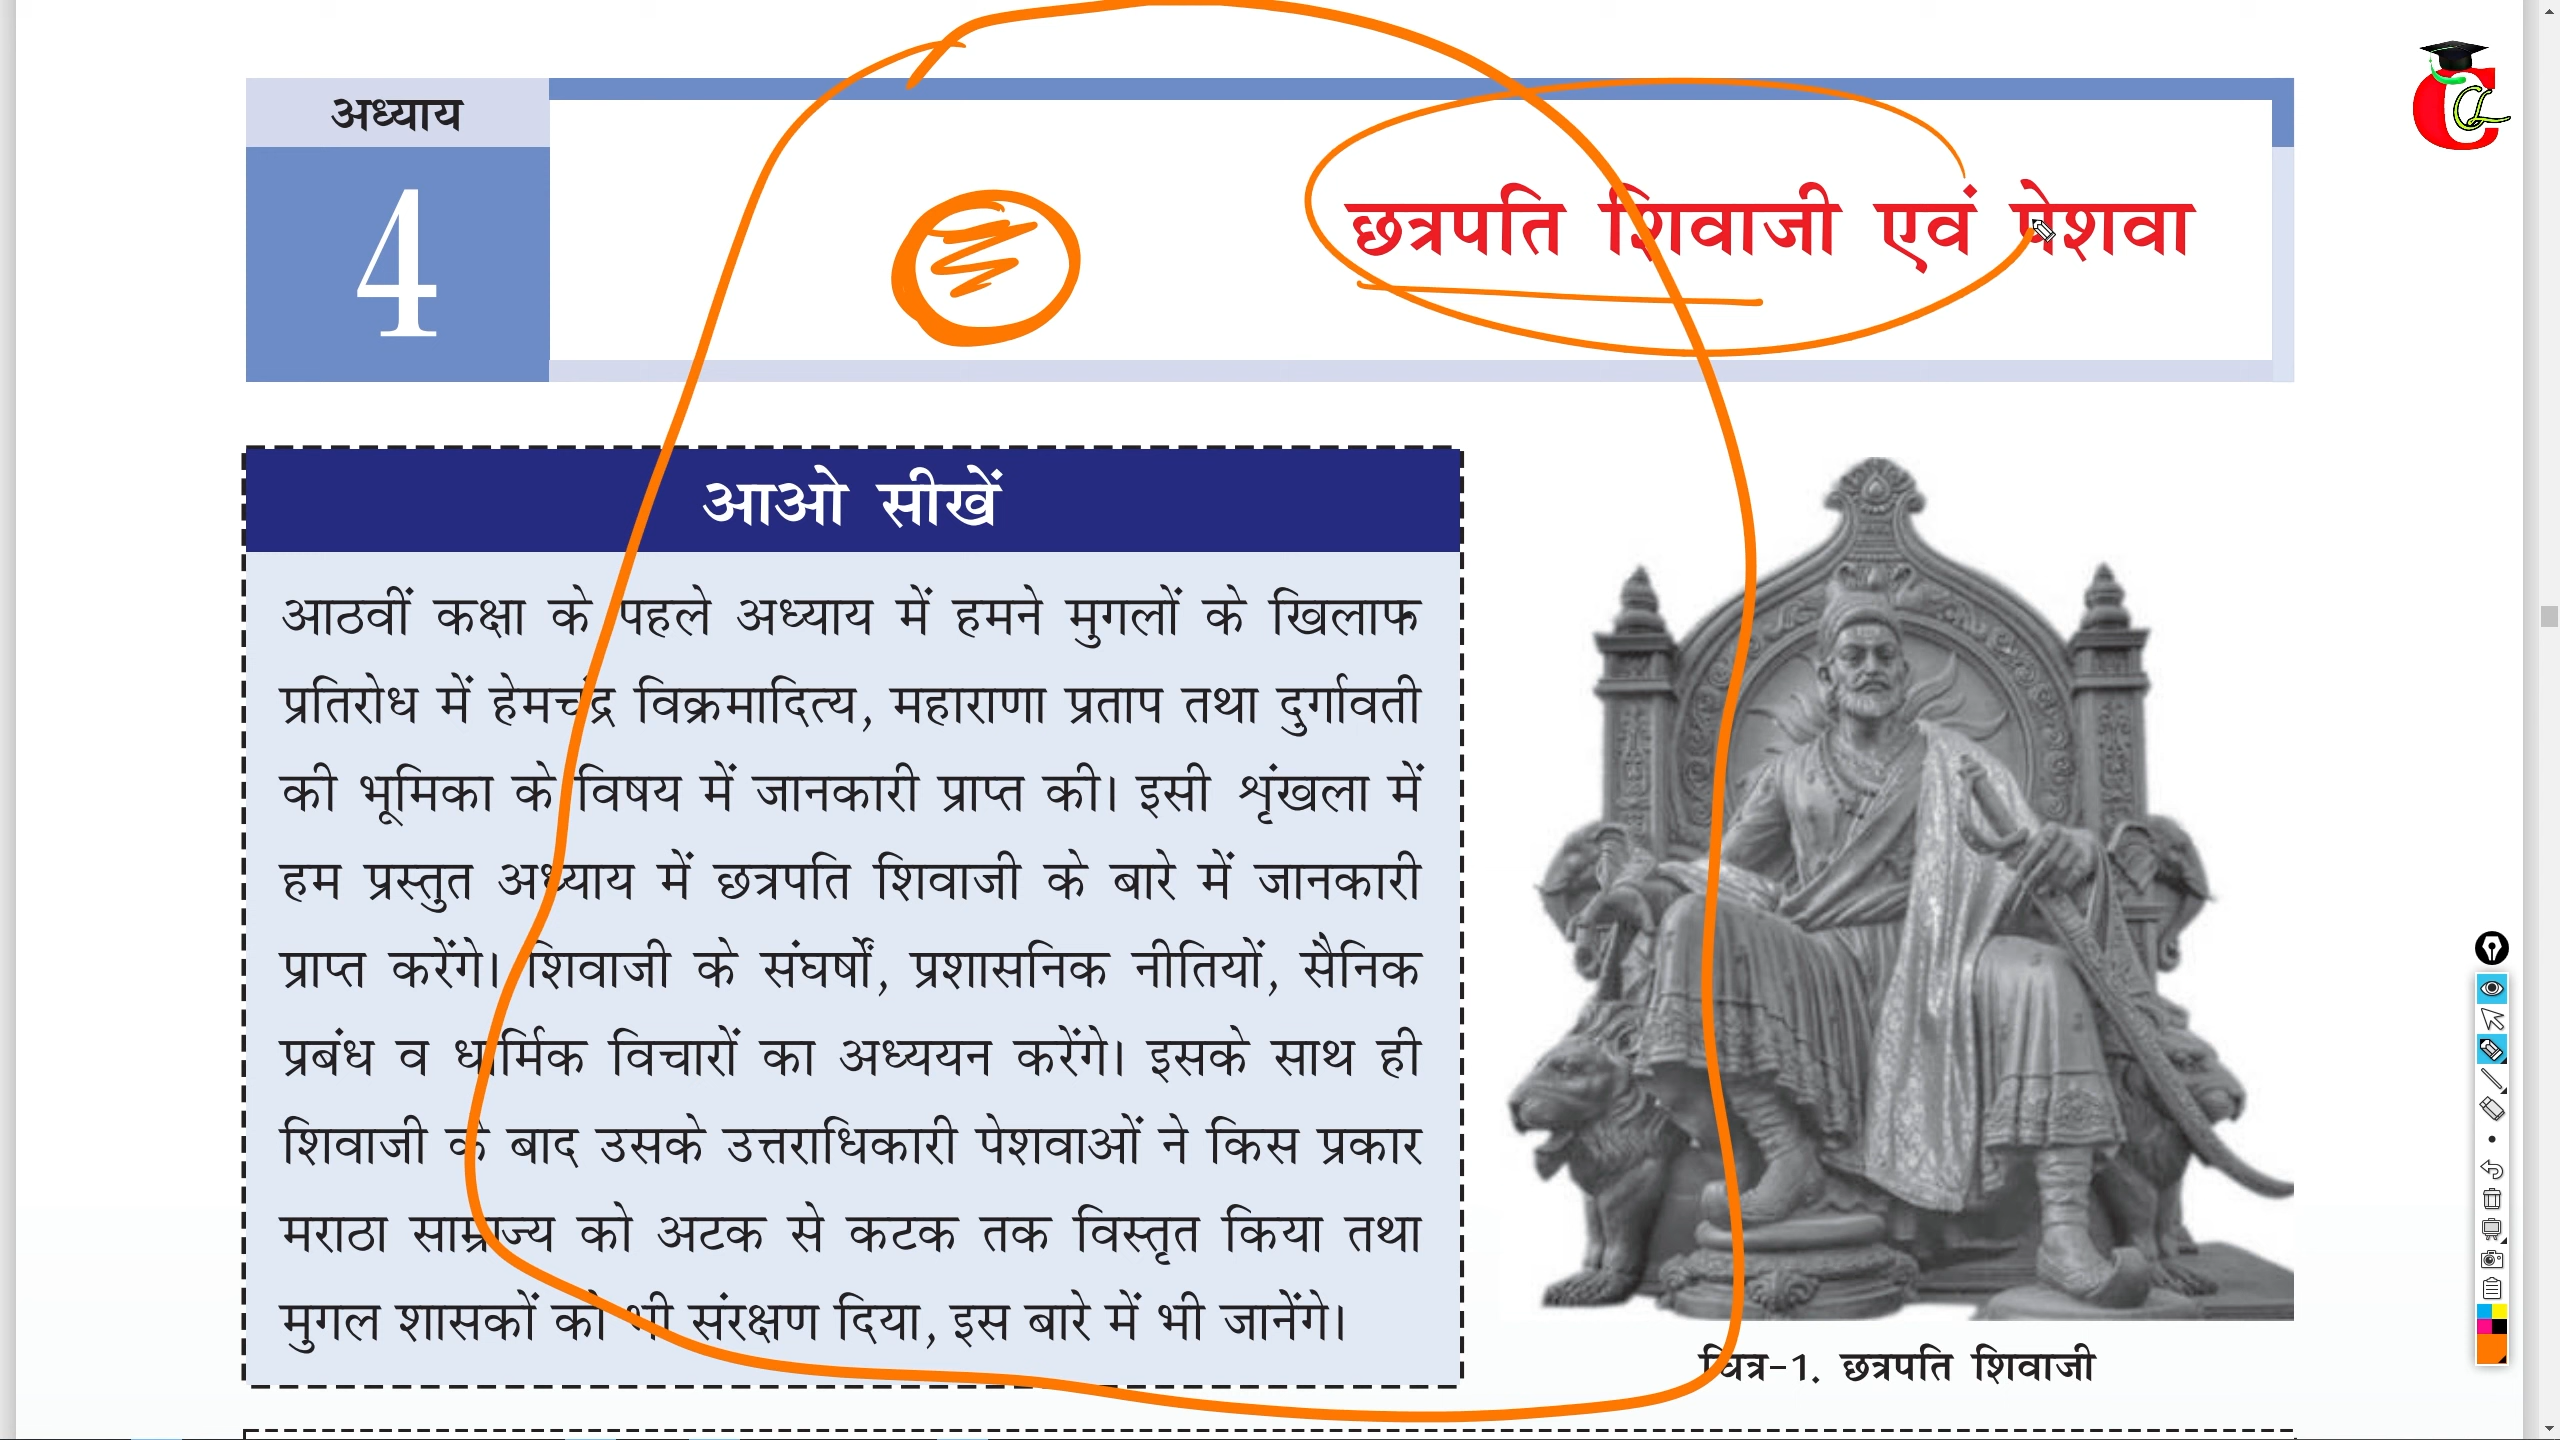 अध्याय
4
छत्रपति शिवाजी एवं पेशवा
आओ सीखें
आठवीं कक्षा के पहले अध्याय में हमने मुगलों के खिलाफ
प्रतिरोध में हेमचंद्र विक्रमादित्य, महाराणा प्रताप तथा दुर्गावती
की भूमिका के विषय में जानकारी प्राप्त की। इसी शृंखला में
हम प्रस्तुत अध्याय में छत्रपति शिवाजी के बारे में जानकारी
प्राप्त करेंगे। शिवाजी के संघर्षों, प्रशासनिक नीतियों, सैनिक
प्रबंध व धार्मिक विचारों का अध्ययन करेंगे। इसके साथ ही
शिवाजी के बाद उसके उत्तराधिकारी पेशवाओं ने किस प्रकार
मराठा साम्राज्य को अटक से कटक तक विस्तृत किया तथा
मुगल शासकों को भी संरक्षण दिया, इस बारे में भी जानेंगे।
चित्र-1. छत्रपति शिवाजी